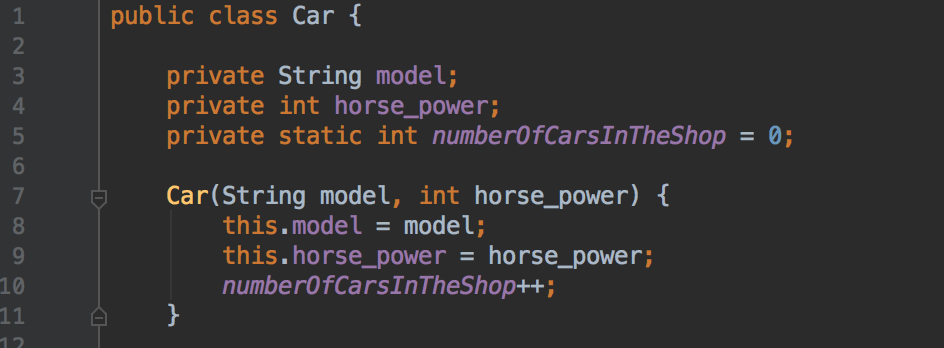 1 public class Car {
2
3 private String model;
4 private int horse_power;
5 private static int numberOfCarsInTheShop = 0;
6
7 Car(String model, int horse_power) {
8 this.model = model;
9 this.horse_power = horse_power;
10 numberOfCarsInTheShop++;
11 }
12